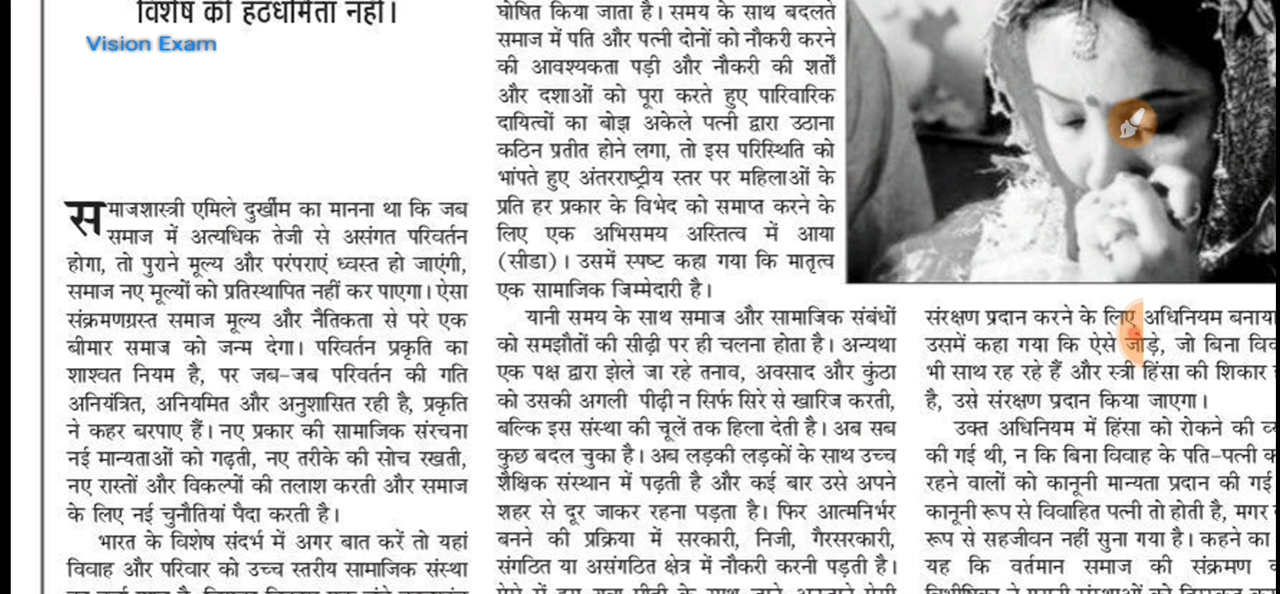 विशेष की हठधर्मिता नहीं।
Vision Exam
समाजशास्त्री एमिले दुर्खीम का मानना था कि जब
समाज में अत्यधिक तेजी से असंगत परिवर्तन
होगा, तो पुराने मूल्य और परंपराएं ध्वस्त हो जाएंगी,
समाज नए मूल्यों को प्रतिस्थापित नहीं कर पाएगा। ऐसा
संक्रमणग्रस्त समाज मूल्य और नैतिकता से परे एक
बीमार समाज को जन्म देगा। परिवर्तन प्रकृति का
शाश्वत नियम है, पर जब-जब परिवर्तन की गति
अनियंत्रित, अनियमित और अनुशासित रही है, प्रकृति
ने कहर बरपाए हैं। नए प्रकार की सामाजिक संरचना
नई मान्यताओं को गढ़ती, नए तरीके की सोच रखती,
नए रास्तों और विकल्पों की तलाश करती और समाज
के लिए नई चुनौतियां पैदा करती है।
भारत के विशेष संदर्भ में अगर बात करें तो यहां
विवाह और परिवार को उच्च स्तरीय सामाजिक संस्था
घोषित किया जाता है। समय के साथ बदलते
समाज में पति और पत्नी दोनों को नौकरी करने
की आवश्यकता पड़ी और नौकरी की शर्तों
और दशाओं को पूरा करते हुए पारिवारिक
दायित्वों का बोझ अकेले पत्नी द्वारा उठाना
कठिन प्रतीत होने लगा, तो इस परिस्थिति को
भांपते हुए अंतरराष्ट्रीय स्तर पर महिलाओं के
प्रति हर प्रकार के विभेद को समाप्त करने के
लिए एक अभिसमय अस्तित्व में आया
(सीडा)। उसमें स्पष्ट कहा गया कि मातृत्व
एक सामाजिक जिम्मेदारी है।
यानी समय के साथ समाज और सामाजिक संबंधों
को समझौतों की सीढ़ी पर ही चलना होता है। अन्यथा
एक पक्ष द्वारा झेले जा रहे तनाव, अवसाद और कुंठा
को उसकी अगली पीढ़ी न सिर्फ सिरे से खारिज करती,
बल्कि इस संस्था की चूलें तक हिला देती है। अब सब
कुछ बदल चुका है। अब लड़की लड़कों के साथ उच्च
शैक्षिक संस्थान में पढ़ती है और कई बार उसे अपने
शहर से दूर जाकर रहना पड़ता है। फिर आत्मनिर्भर
बनने की प्रक्रिया में सरकारी, निजी, गैरसरकारी,
संगठित या असंगठित क्षेत्र में नौकरी करनी पड़ती है।
संरक्षण प्रदान करने के लिए अधिनियम बनाया
उसमें कहा गया कि ऐसे जोड़े, जो बिना
भी साथ रह रहे हैं और स्त्री हिंसा की शिकार
है, उसे संरक्षण प्रदान किया जाएगा।
उक्त अधिनियम में हिंसा को रोकने की
की गई थी, न कि बिना विवाह के पति-पत्नी
रहने वालों को कानूनी मान्यता प्रदान की गई
कानूनी रूप से विवाहित पत्नी तो होती है, मगर
रूप से सहजीवन नहीं सुना गया है। कहने का
यह कि वर्तमान समाज की संक्रमण